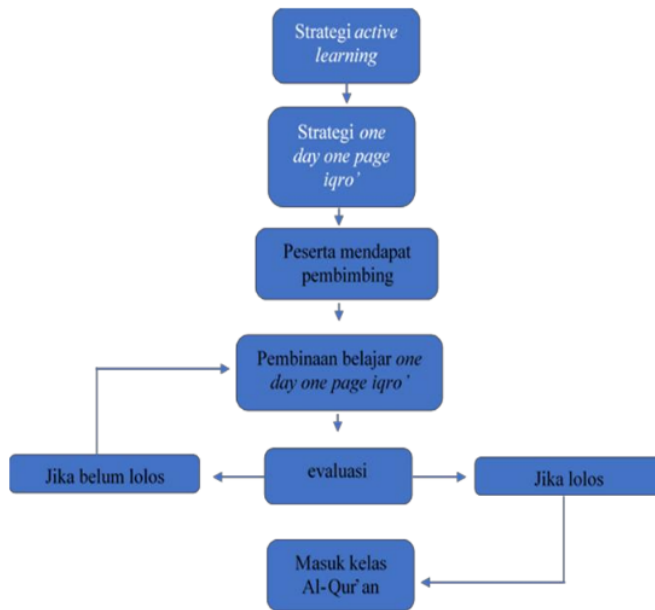 Strategi active
learning
Strategi one
day one page
iqro’
Peserta mendapat
pembimbing
Pembinaan belajar one
day one page iqro’
Jika belum lolos
evaluasi
Jika lolos
Masuk kelas
Al-Qur’an